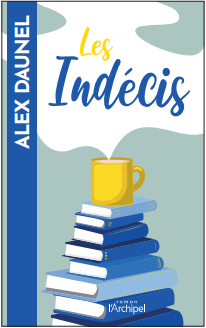 ALEX DAUNEL
Les
Indécis
roman
l'Archipel